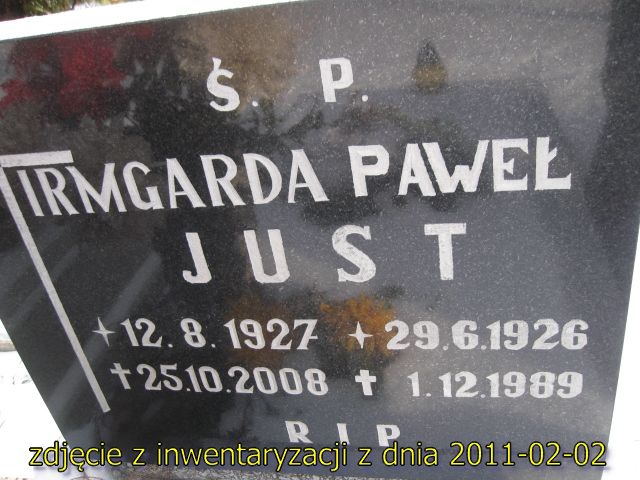 Ś. P.
IRMGARDA PAWEŁ
JUST
12.8.1927 29.6.1926
✝25.10.2008 ✝ 1.12.1989
R I P
zdjęcie z inwentaryzacji z dnia 2011-02-02